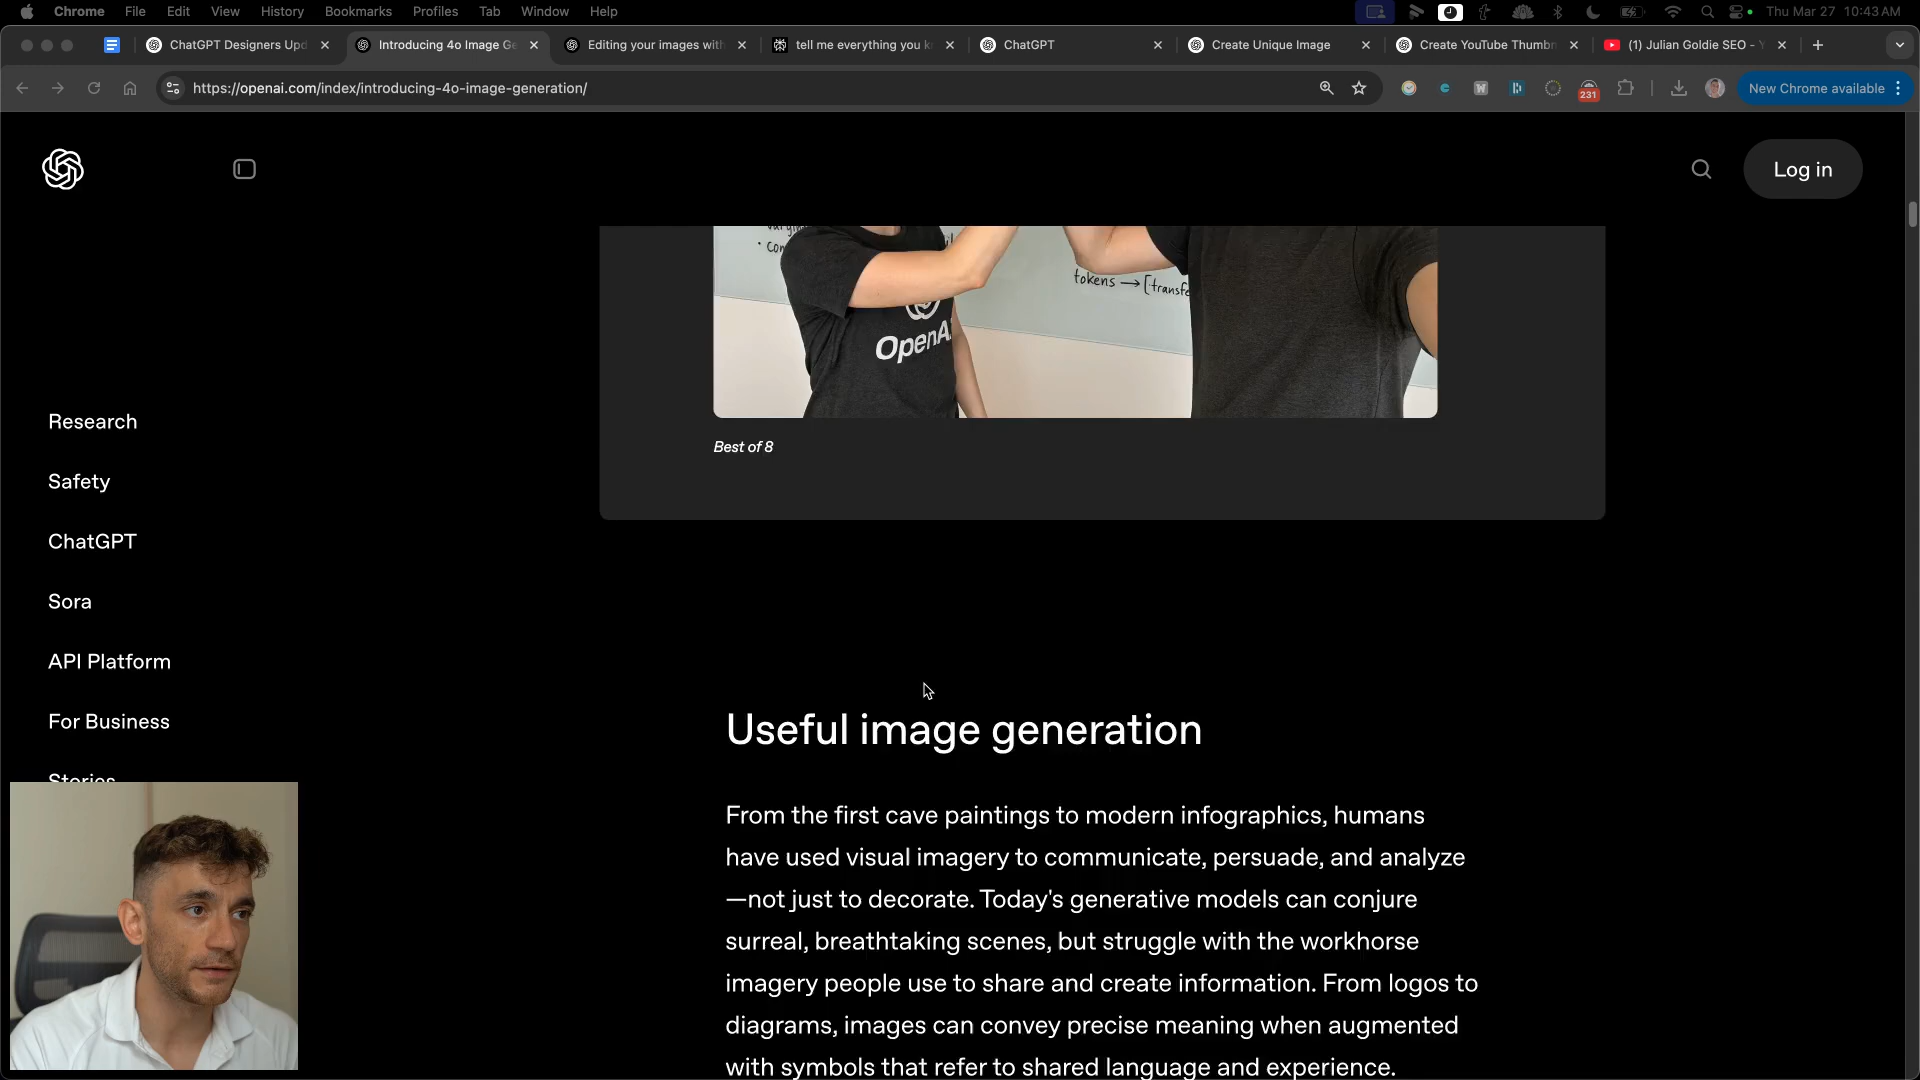 Chrome File Edit View History Bookmarks Profiles Tab Window Help Thu Mar 27 10:43 AM
ChatGPT Designers Upd Introducing 4o Image Ge Editing your images with tell me everything you k ChatGPT Create Unique Image Create YouTube Thumbn (1) Julian Goldie SEO - Y
https://openai.com/index/introducing-4o-image-generation/ 231 New Chrome available
Log in
• con
tokens → [transfe
OpenA
Best of 8
Research
Safety
ChatGPT
Sora
API Platform
For Business
Stories
Useful image generation
From the first cave paintings to modern infographics, humans
have used visual imagery to communicate, persuade, and analyze
—not just to decorate. Today's generative models can conjure
surreal, breathtaking scenes, but struggle with the workhorse
imagery people use to share and create information. From logos to
diagrams, images can convey precise meaning when augmented
with symbols that refer to shared language and experience.